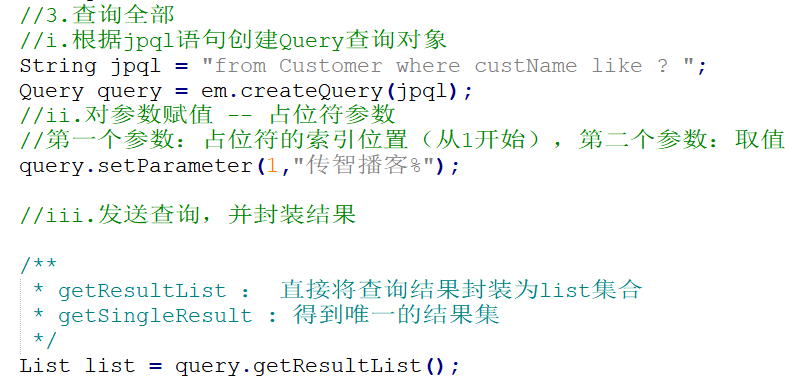 //3.查询全部
//i.根据jpql语句创建Query查询对象
String jpql = "from Customer where custName like ? ";
Query query = em.createQuery(jpql);
//ii.对参数赋值 -- 占位符参数
//第一个参数：占位符的索引位置（从1开始），第二个参数：取值
query.setParameter(1,"传智播客%");
//iii.发送查询，并封装结果
/**
* getResultList ： 直接将查询结果封装为list集合
* getSingleResult : 得到唯一的结果集
*/
List list = query.getResultList();